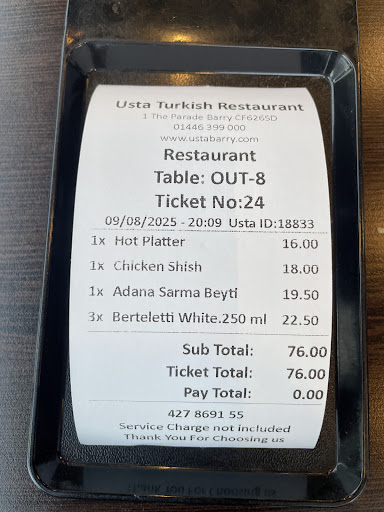 Usta Turkish Restaurant
1 The Parade Barry CF626SD
01446 399 000
www.ustabarry.com
Restaurant
Table: OUT-8
Ticket No:24
09/08/2025 - 20:09 Usta ID:18833
1x Hot Platter 16.00
1x Chicken Shish 18.00
1x Adana Sarma Beyti 19.50
3x Berteletti White.250 ml 22.50
Sub Total: 76.00
Ticket Total: 76.00
Pay Total: 0.00
427 8691 55
Service Charge not included
Thank You For Choosing us